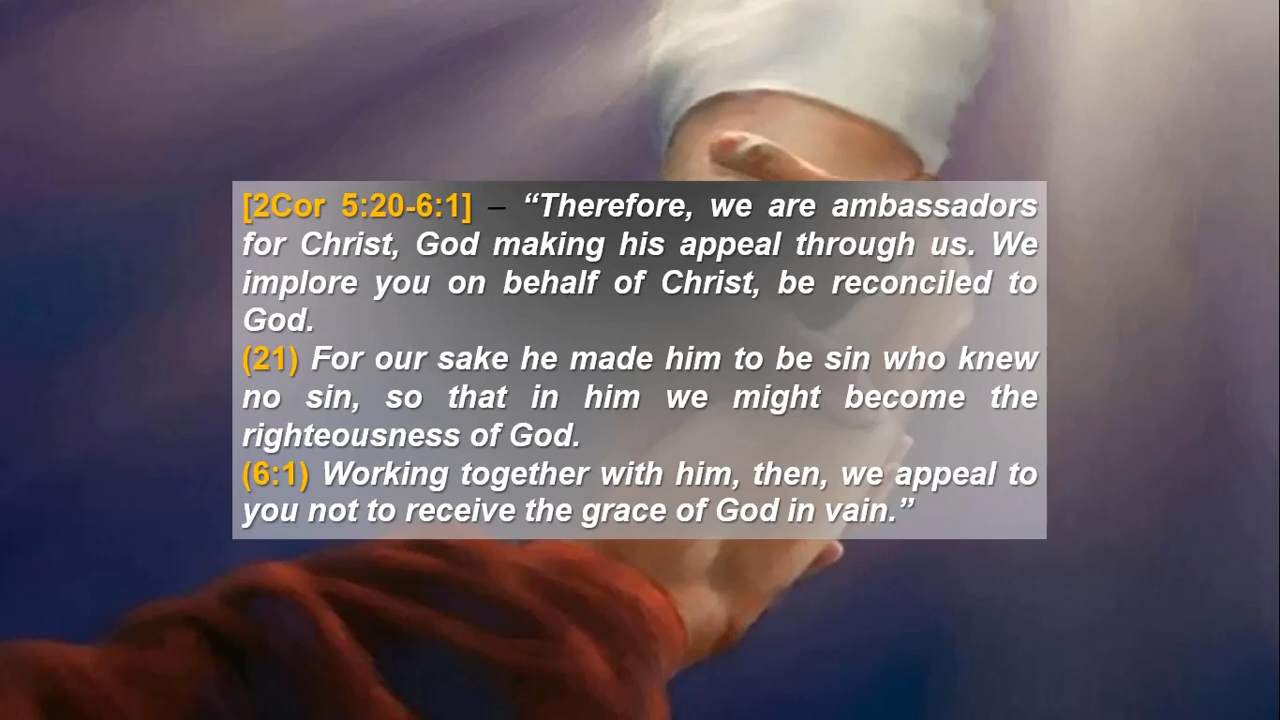 [2Cor 5:20-6:1] – “Therefore, we are ambassadors
for Christ, God making his appeal through us. We
implore you on behalf of Christ, be reconciled to
God.
(21) For our sake he made him to be sin who knew
no sin, so that in him we might become the
righteousness of God.
(6:1) Working together with him, then, we appeal to
you not to receive the grace of God in vain.”